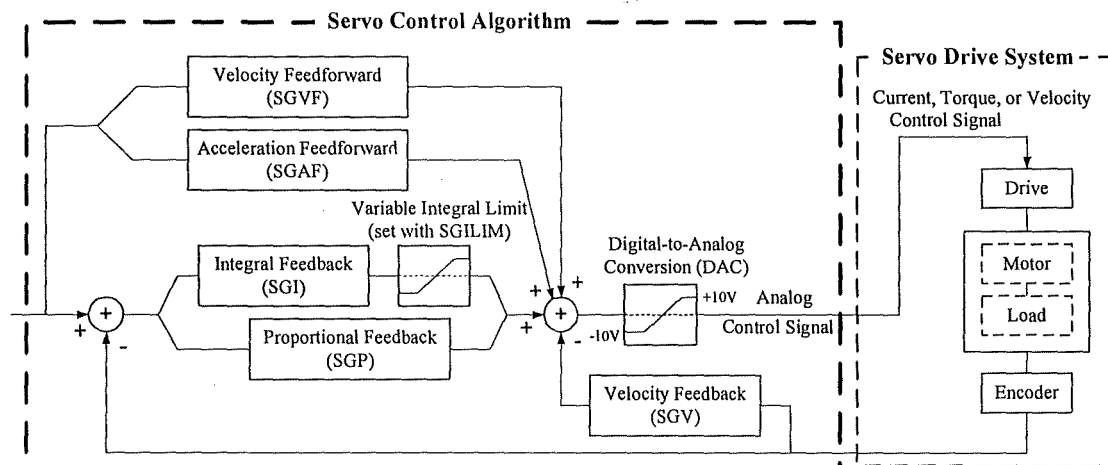 Servo Control Algorithm
Servo Drive System
Velocity Feedforward
(SGVF)
Current, Torque, or Velocity
Control Signal
Acceleration Feedforward
(SGAF)
Drive
Variable Integral Limit
(set with SGILIM)
Digital-to-Analog
Conversion (DAC)
Integral Feedback
(SGI)
Motor
+ +
+10V
Analog
Load
+
+
+
+
+
Control Signal
-
Proportional Feedback
(SGP)
-
-10V
Velocity Feedback
(SGV)
Encoder